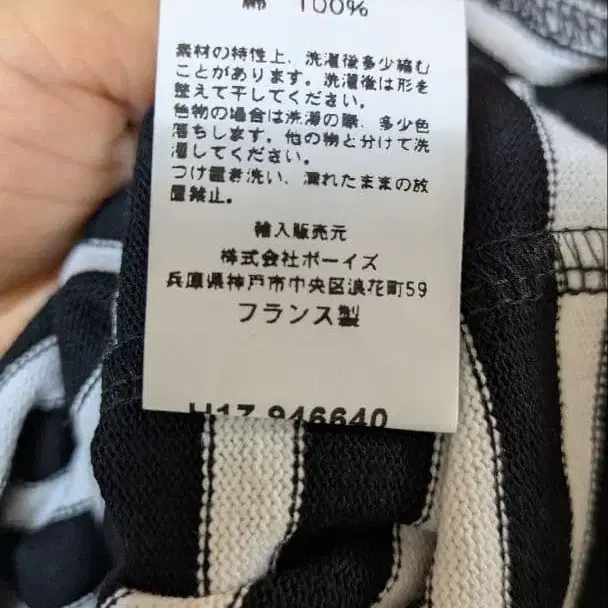 綿 100%
素材の特性上、洗濯後多少縮む
ことがあります。洗濯後は形を
整えて干してください。
色物の場合は洗濯の際、多少色
落ちします。他の物と分けて洗
濯してください。
つけ置き洗い、濡れたままの放
置禁止。
輸入販売元
株式会社ボーイズ
兵庫県神戸市中央区浪花町59
フランス製
H17 946640